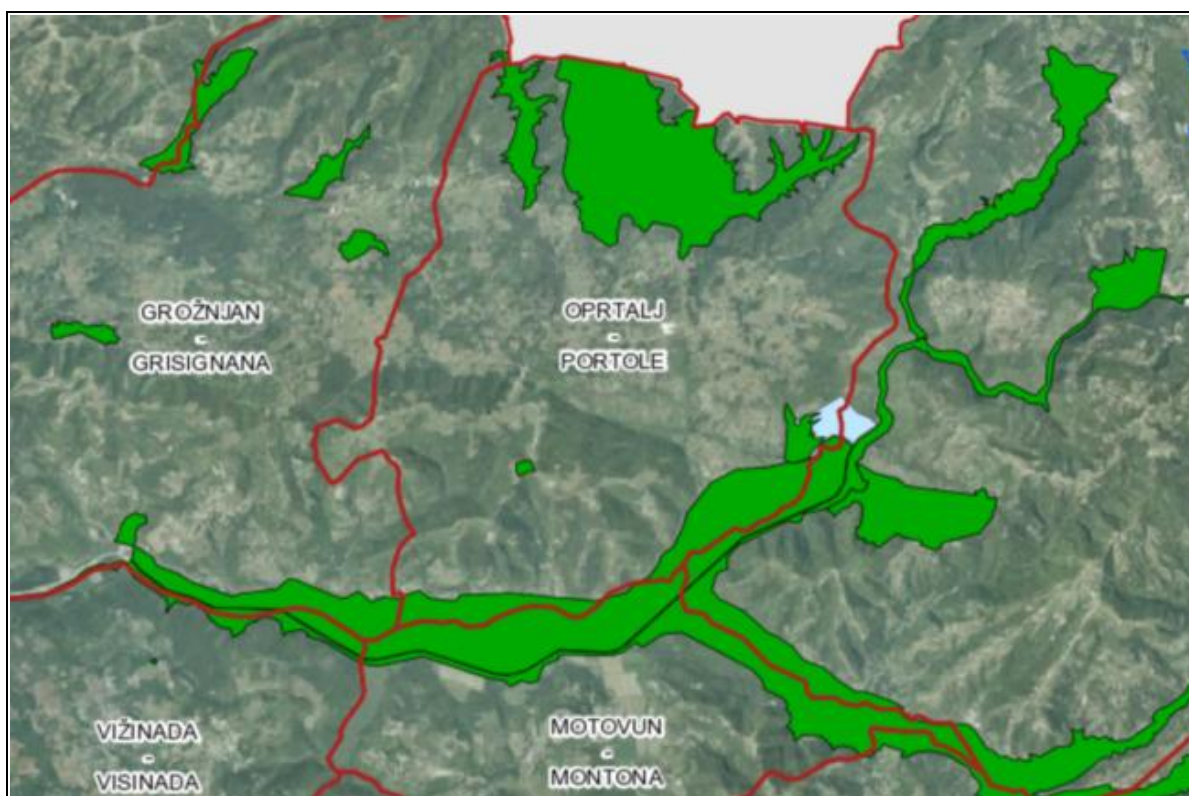 GROŽNJAN
-
GRISIGNANA
OPRTALJ
-
PORTOLE
VIŽINADA
-
VISINADA
MOTOVUN
-
MONTONA